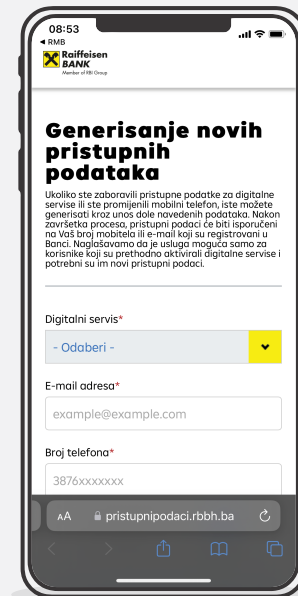 08:53
◄ RMB
Raiffeisen
BANK
Member of RBI Group
Generisanje novih
pristupnih
podataka
Ukoliko ste zaboravili pristupne podatke za digitalne
servise ili ste promijenili mobilni telefon, iste možete
generisati kroz unos dole navedenih podataka. Nakon
završetka procesa, pristupni podaci će biti isporučeni
na Vaš broj mobitela ili e-mail koji su registrovani u
Banci. Naglašavamo da je usluga moguća samo za
korisnike koji su prethodno aktivirali digitalne servise i
potrebni su im novi pristupni podaci.
Digitalni servis*
- Odaberi -
E-mail adresa*
example@example.com
Broj telefona*
3876xxxxxxx
AA pristupnipodaci.rbbh.ba